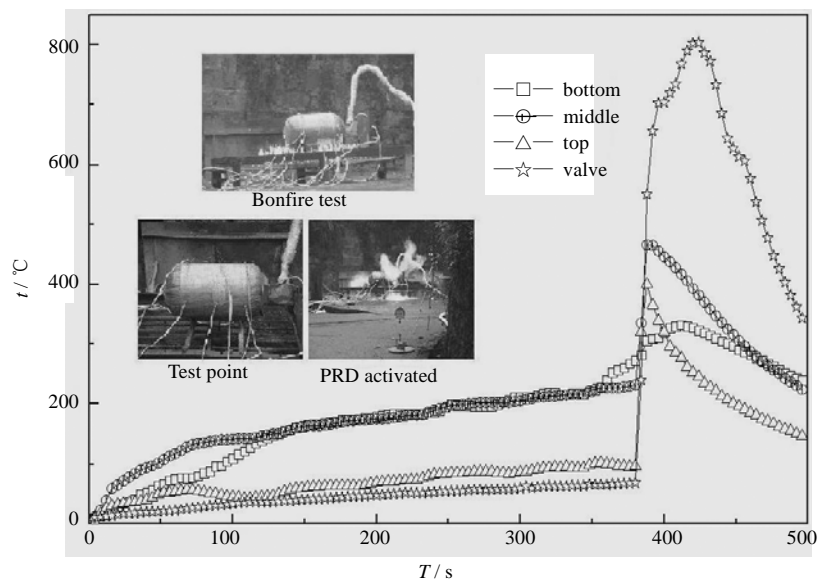 800
600
400
200
0
t / °C
bottom
middle
top
valve
Bonfire test
Test point
PRD activated
0
100
200
300
400
500
T / s